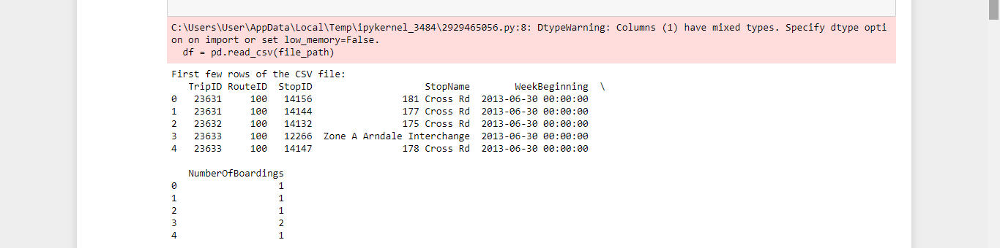 C:\Users\User\AppData\Local\Temp\ipykernel_3484\2929465056.py:8: DtypeWarning: Columns (1) have mixed types. Specify dtype opti
on on import or set low_memory=False.
  df = pd.read_csv(file_path)
First few rows of the CSV file:
   TripID RouteID  StopID                    StopName        WeekBeginning  \
0   23631     100   14156                181 Cross Rd  2013-06-30 00:00:00
1   23631     100   14144                177 Cross Rd  2013-06-30 00:00:00
2   23632     100   14132                175 Cross Rd  2013-06-30 00:00:00
3   23633     100   12266  Zone A Arndale Interchange  2013-06-30 00:00:00
4   23633     100   14147                178 Cross Rd  2013-06-30 00:00:00
   NumberOfBoardings
0                  1
1                  1
2                  1
3                  2
4                  1